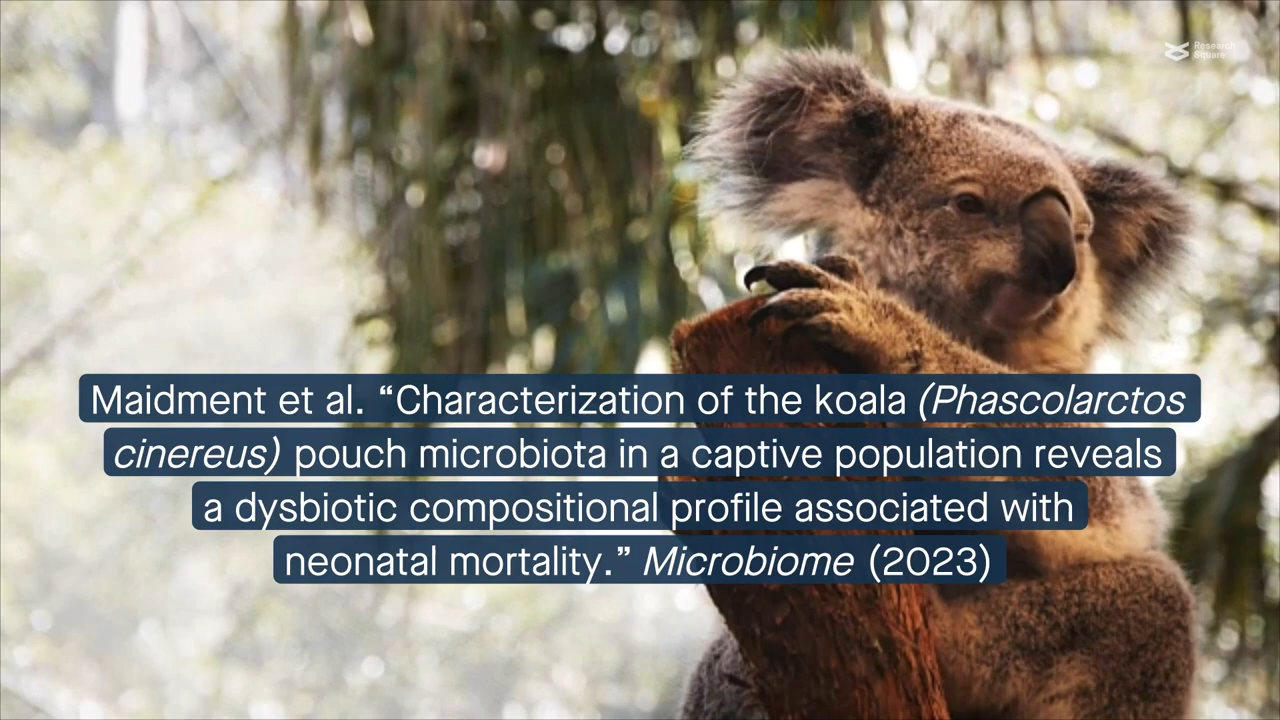 Research
Square
Maidment et al. “Characterization of the koala (Phascolarctos
cinereus) pouch microbiota in a captive population reveals
a dysbiotic compositional profile associated with
neonatal mortality.” Microbiome (2023)